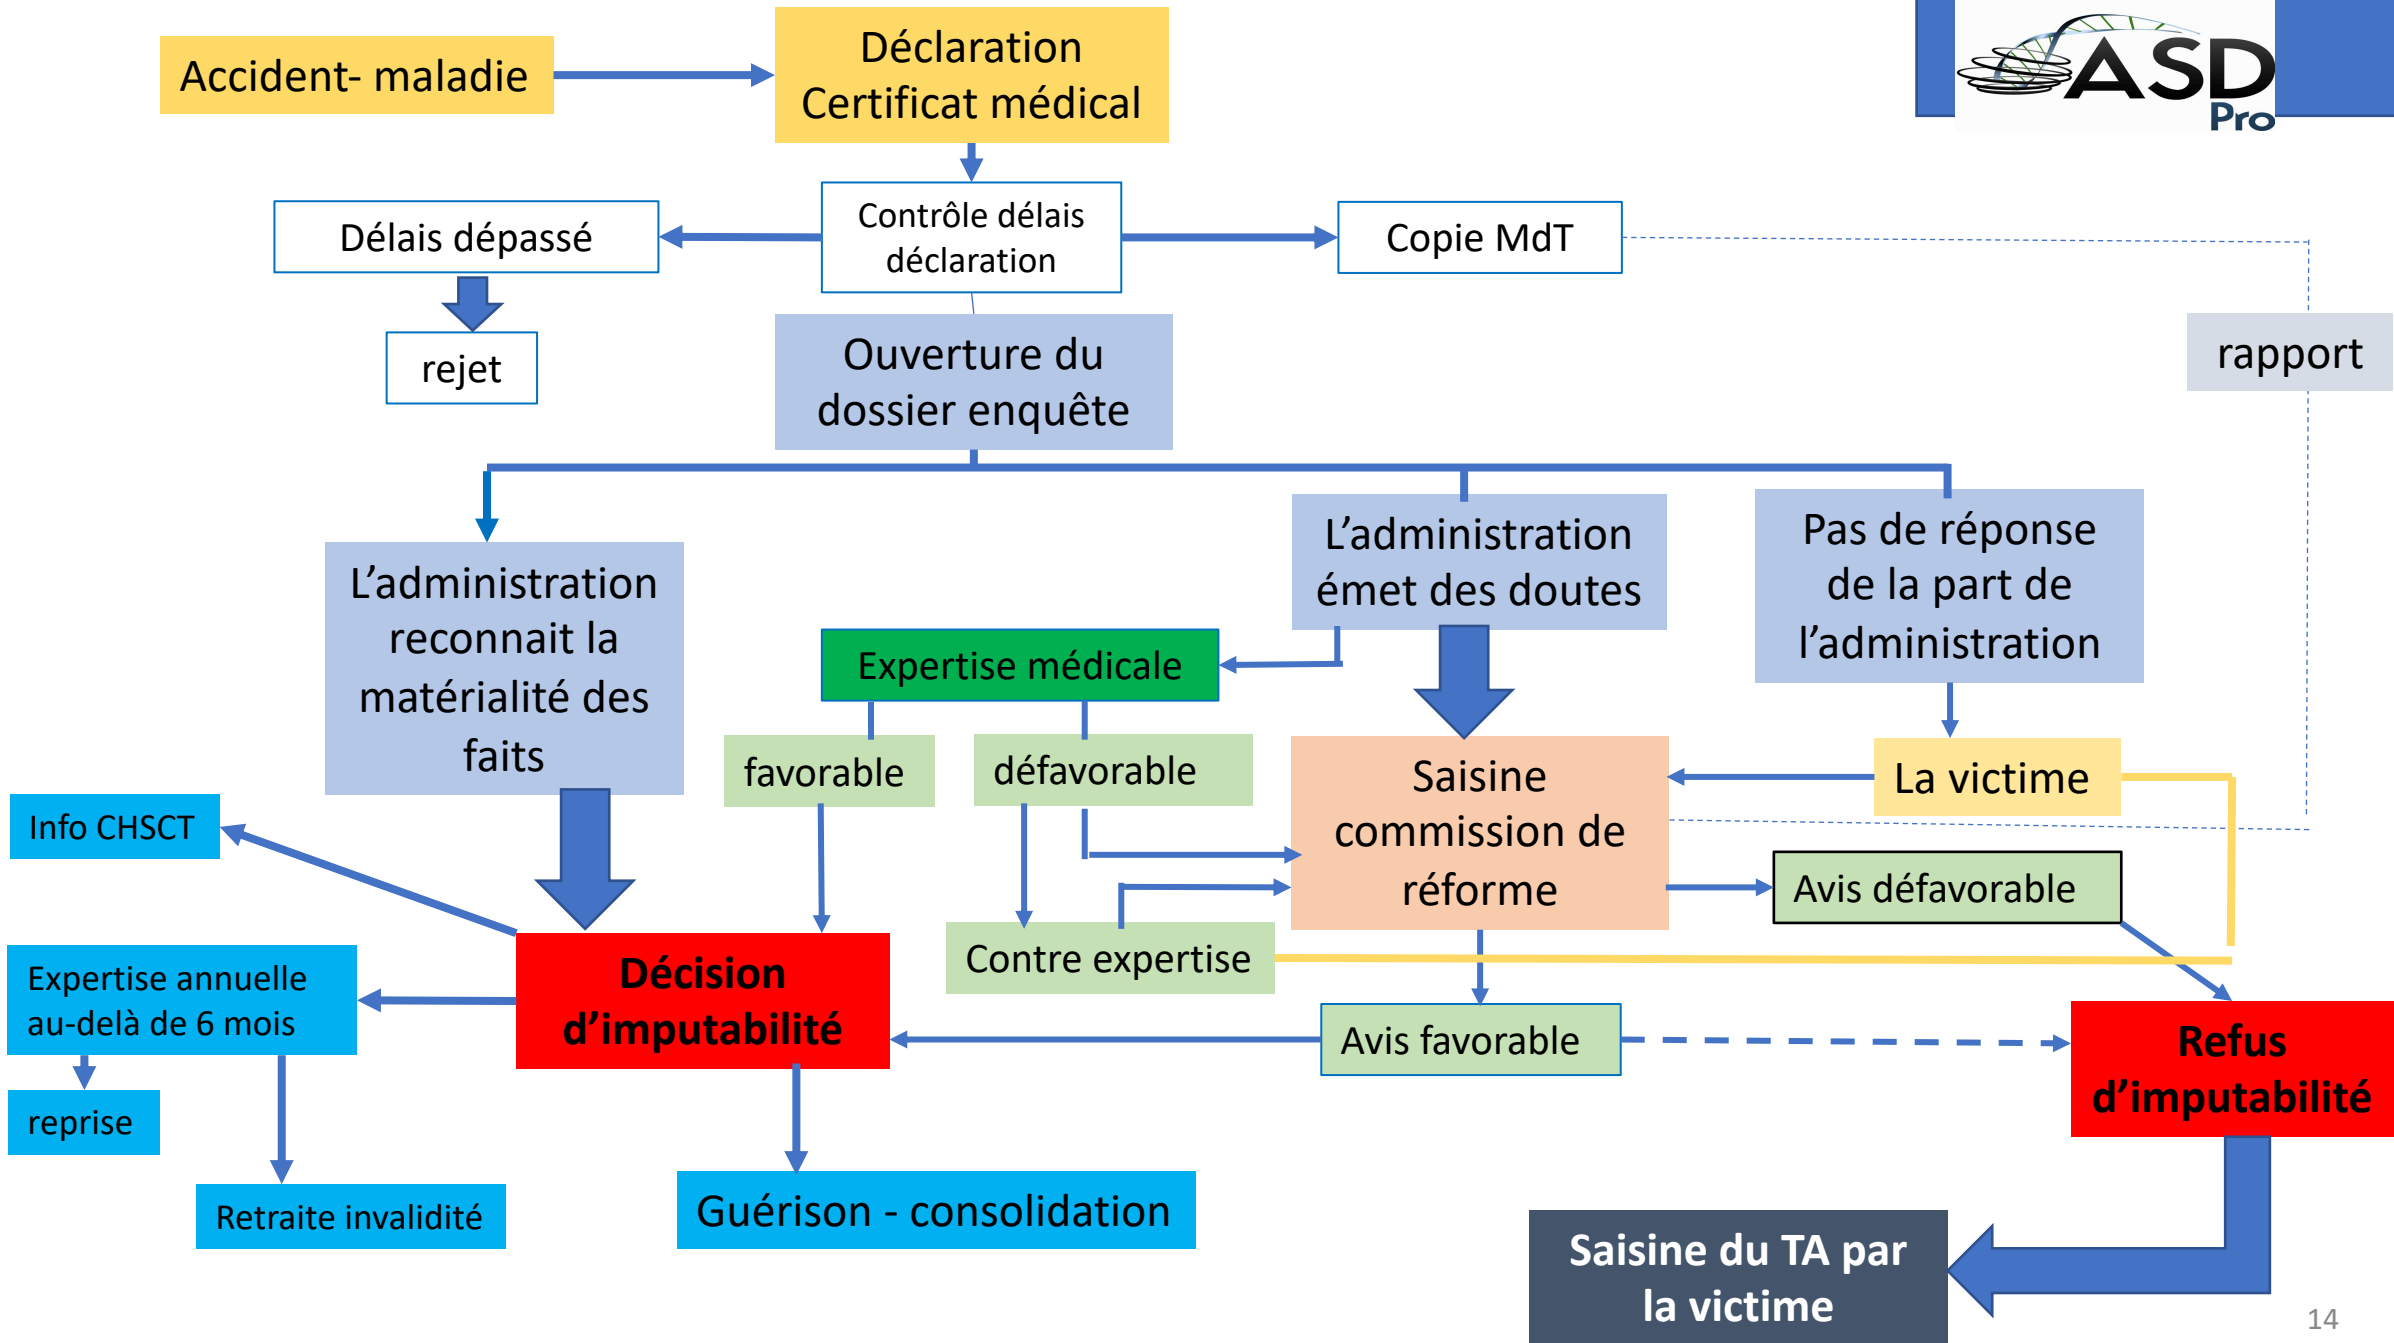 Accident- maladie
Déclaration
Certificat médical
ASD
Pro
Délais dépassé
Contrôle délais
déclaration
Copie MdT
rejet
Ouverture du
dossier enquête
rapport
L’administration
reconnait la
matérialité des
faits
L’administration
émet des doutes
Pas de réponse
de la part de
l’administration
Expertise médicale
favorable
défavorable
Saisine
commission de
réforme
La victime
Info CHSCT
Avis défavorable
Contre expertise
Décision
d’imputabilité
Expertise annuelle
au-delà de 6 mois
Avis favorable
Refus
d’imputabilité
reprise
Retraite invalidité
Guérison - consolidation
Saisine du TA par
la victime
14